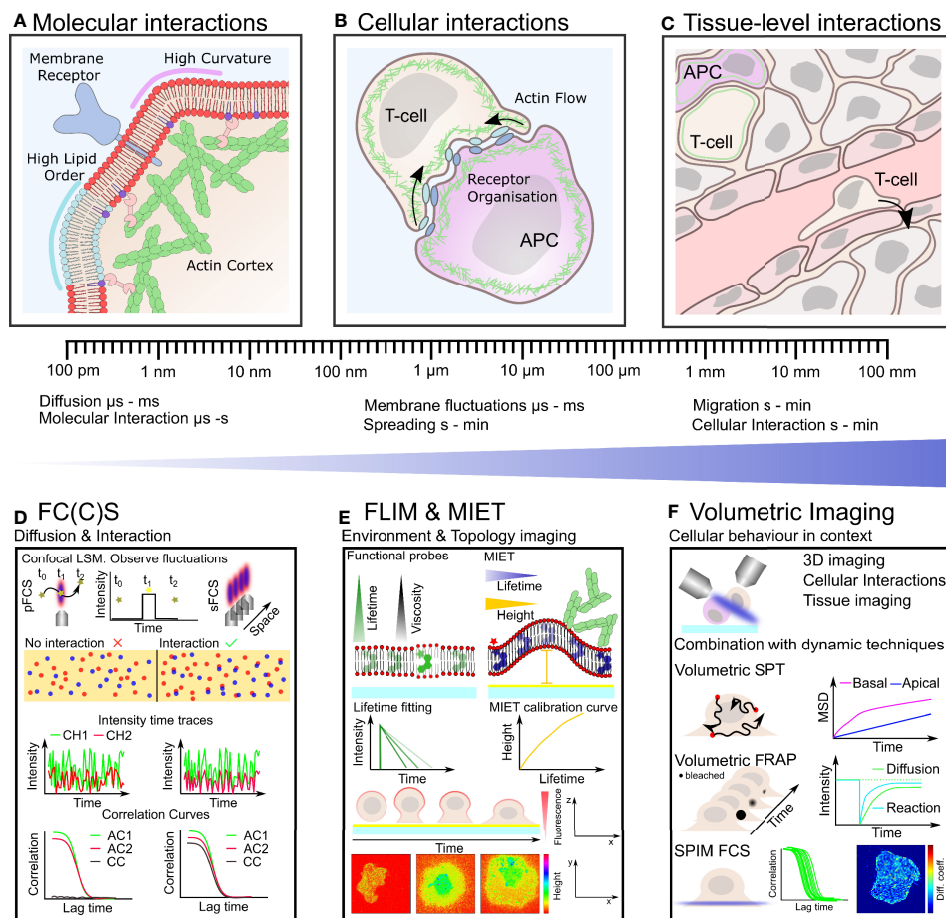 A Molecular interactions
Membrane
Receptor
High Curvature
High Lipid
Order
Actin Cortex
B Cellular interactions
T-cell
Actin Flow
Receptor
Organisation
APC
C Tissue-level interactions
APC
T-cell
T-cell
100 pm 1 nm 10 nm 100 nm 1 µm 10 µm 100 µm 1 mm 10 mm 100 mm
Diffusion µs - ms
Molecular Interaction µs -s
Membrane fluctuations µs - ms
Spreading s - min
Migration s - min
Cellular Interaction s - min
D FC(C)S
Diffusion & Interaction
Confocal LSM. Observe fluctuations
pFCS
t0 t1 t2
Intensity
t0 t1 t2
Time
sFCS
Space
No interaction ✗ Interaction ✓
Intensity time traces
CH1 CH2
Intensity
Time
Intensity
Time
Correlation Curves
Correlation
AC1
AC2
CC
Lag time
Correlation
AC1
AC2
CC
Lag time
E FLIM & MIET
Environment & Topology imaging
Functional probes
Lifetime
Viscosity
MIET
Lifetime
Height
Lifetime fitting
Intensity
Time
MIET calibration curve
Height
Lifetime
Fluorescence
z
x
Time
Height
y
x
F Volumetric Imaging
Cellular behaviour in context
3D imaging
Cellular Interactions
Tissue imaging
Combination with dynamic techniques
Volumetric SPT
Basal Apical
MSD
Time
Volumetric FRAP
• bleached
Time
Intensity
Diffusion
Reaction
Time
SPIM FCS
Correlation
Lag time
Diff. coeff.